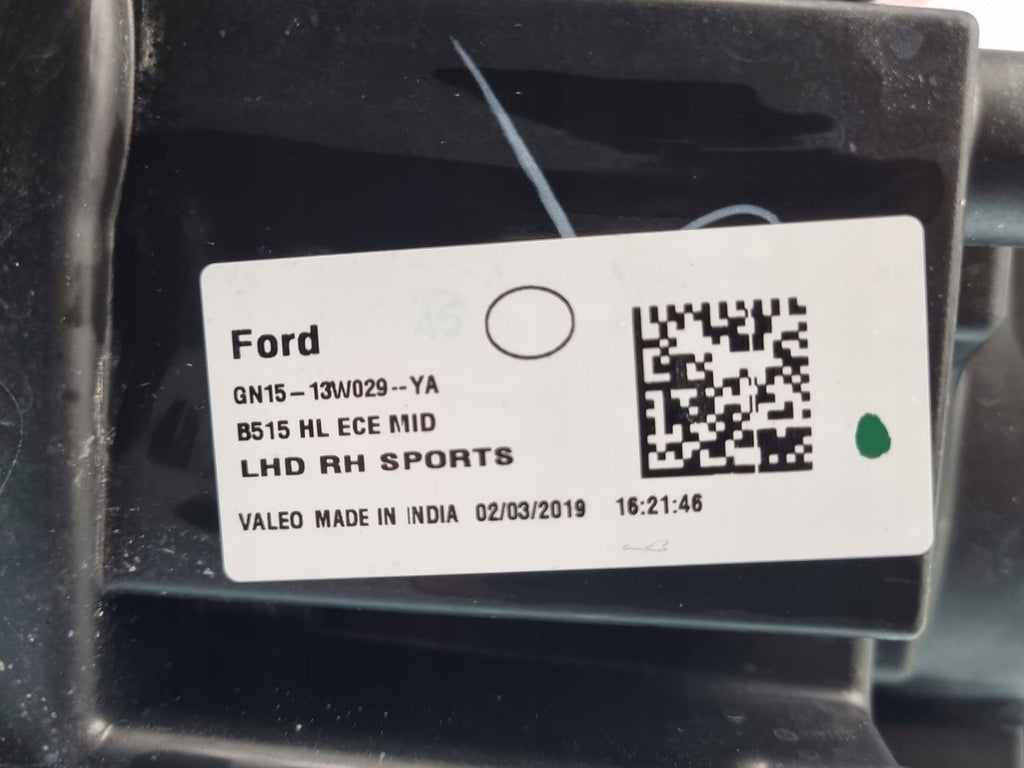 Ford
GN15-13W029--YA
B515 HL ECE MID
LHD RH SPORTS
VALEO MADE IN INDIA 02/03/2019 16:21:46